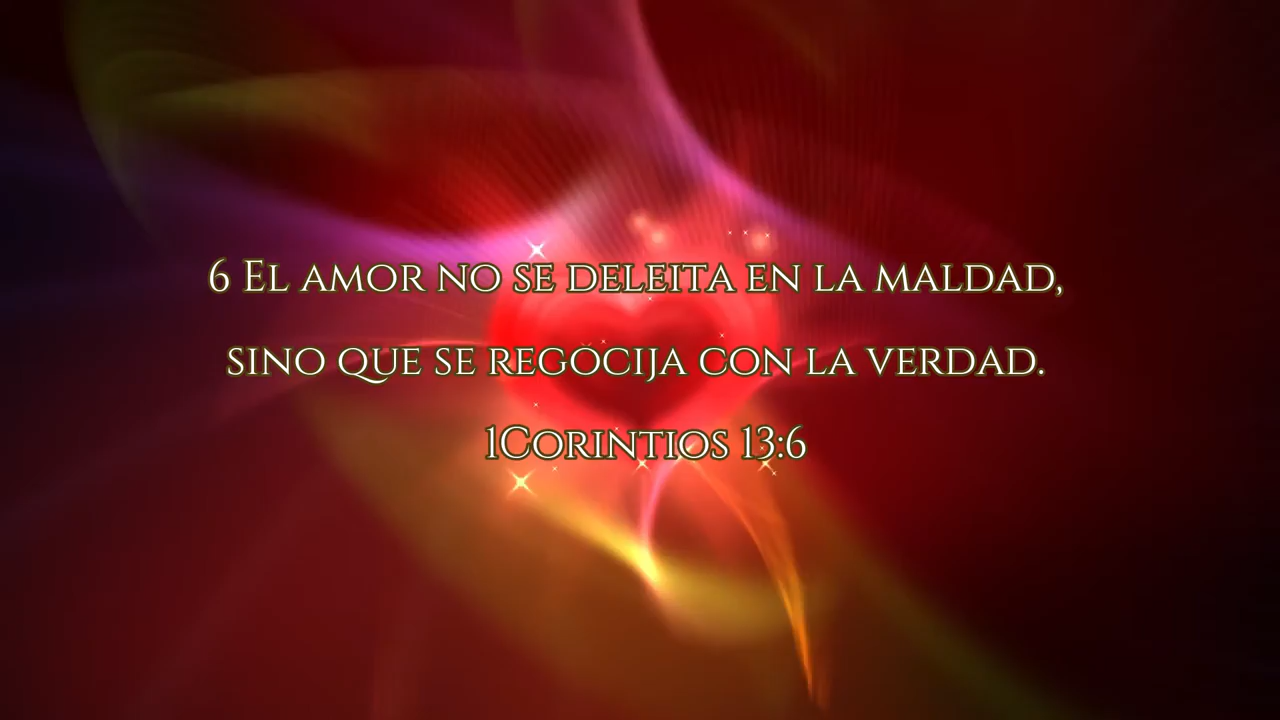 6 El amor no se deleita en la maldad,
sino que se regocija con la verdad.
1Corintios 13:6